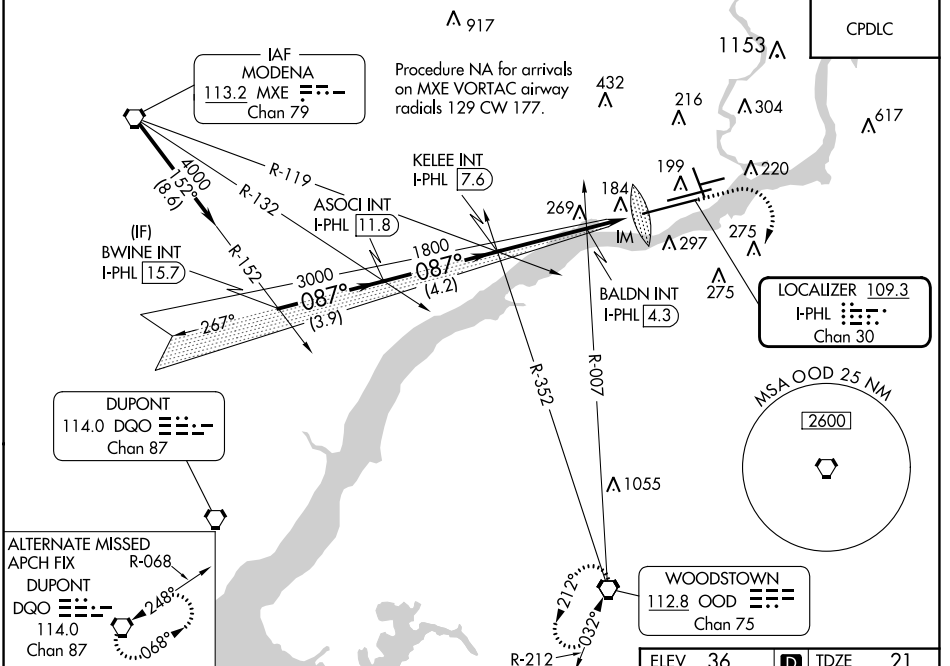 917
CPDLC
1153
IAF
MODENA
113.2 MXE
Chan 79
Procedure NA for arrivals
on MXE VORTAC airway
radials 129 CW 177.
432
216
304
617
4000
152°
(8.6)
R-119
R-132
R-152
KELEE INT
I-PHL 7.6
199
220
ASOCI INT
I-PHL 11.8
269
184
IM
297
275
275
(IF)
BWINE INT
I-PHL 15.7
3000
1800
087°
087°
(3.9)
(4.2)
267°
BALDN INT
I-PHL 4.3
LOCALIZER 109.3
I-PHL
Chan 30
R-352
R-007
MSA OOD 25 NM
2600
DUPONT
114.0 DQO
Chan 87
1055
ALTERNATE MISSED
APCH FIX
DUPONT
DQO
114.0
Chan 87
R-068
248°
068°
212°
032°
R-212
WOODSTOWN
112.8 OOD
Chan 75
ELEV 36
D
TDZE 21